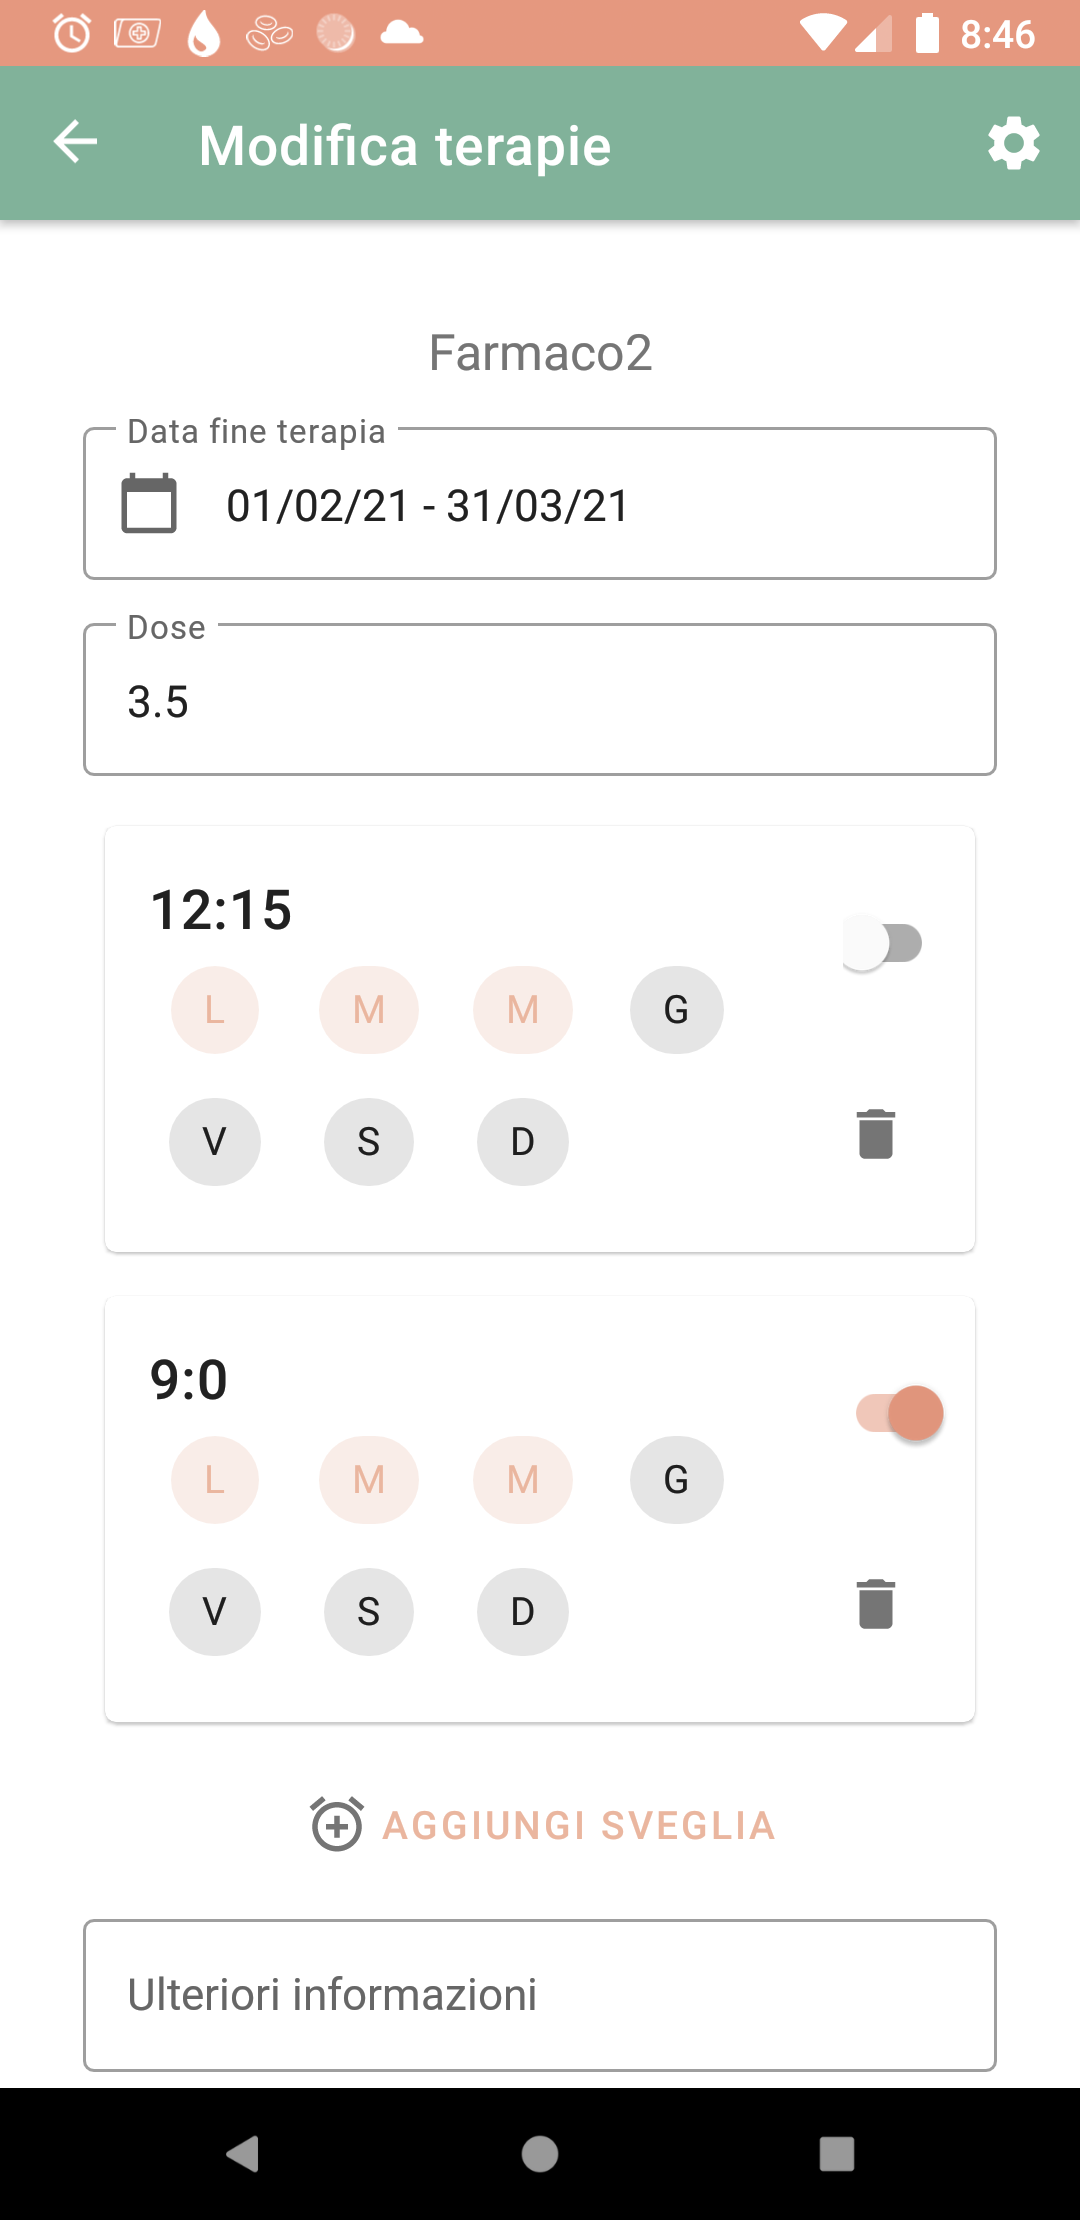 8:46
Modifica terapie
Farmaco2
Data fine terapia
01/02/21 - 31/03/21
Dose
3.5
12:15
L M M G
V S D
9:0
L M M G
V S D
AGGIUNGI SVEGLIA
Ulteriori informazioni